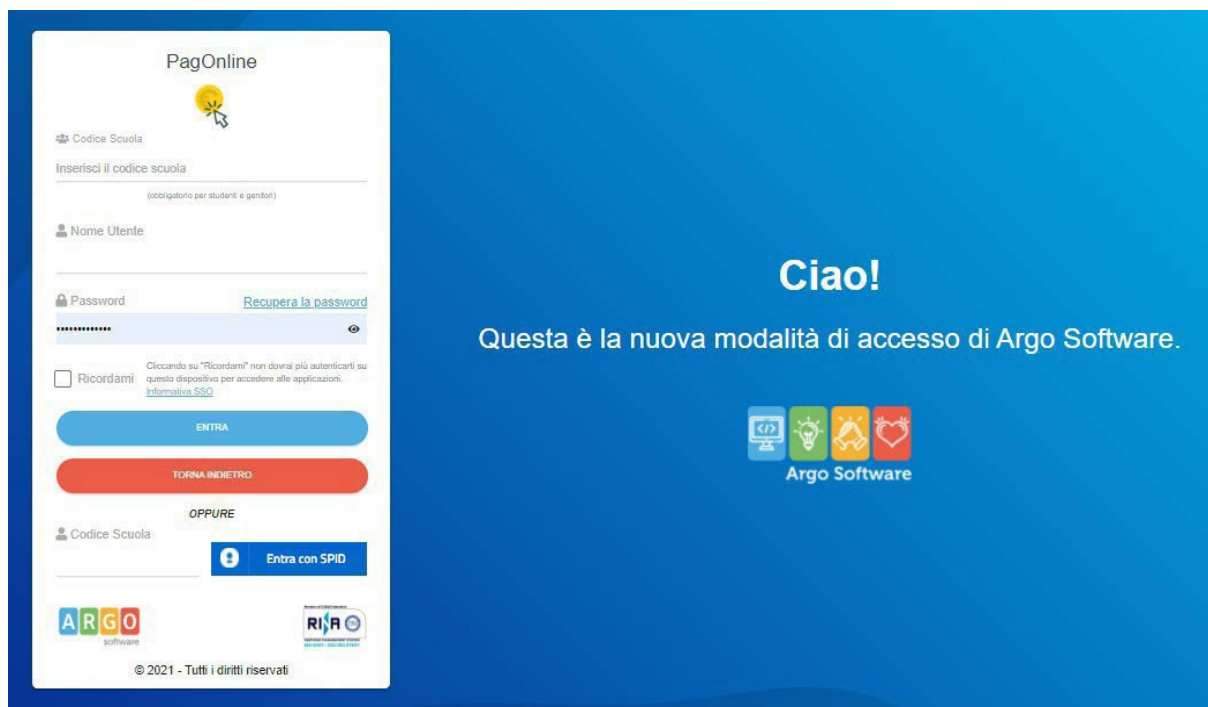 PagOnline
Codice Scuola
Inserisci il codice scuola
(obbligatorio per studenti e genitori)
Nome Utente
Password
Recupera la password
•••••••••••••
Ricordami
Cliccando su "Ricordami" non dovrai più autenticarti su
questo dispositivo per accedere alle applicazioni.
Informativa SSO
ENTRA
TORNA INDIETRO
OPPURE
Codice Scuola
Entra con SPID
ARGO
software
RINA
© 2021 - Tutti i diritti riservati
Ciao!
Questa è la nuova modalità di accesso di Argo Software.
Argo Software